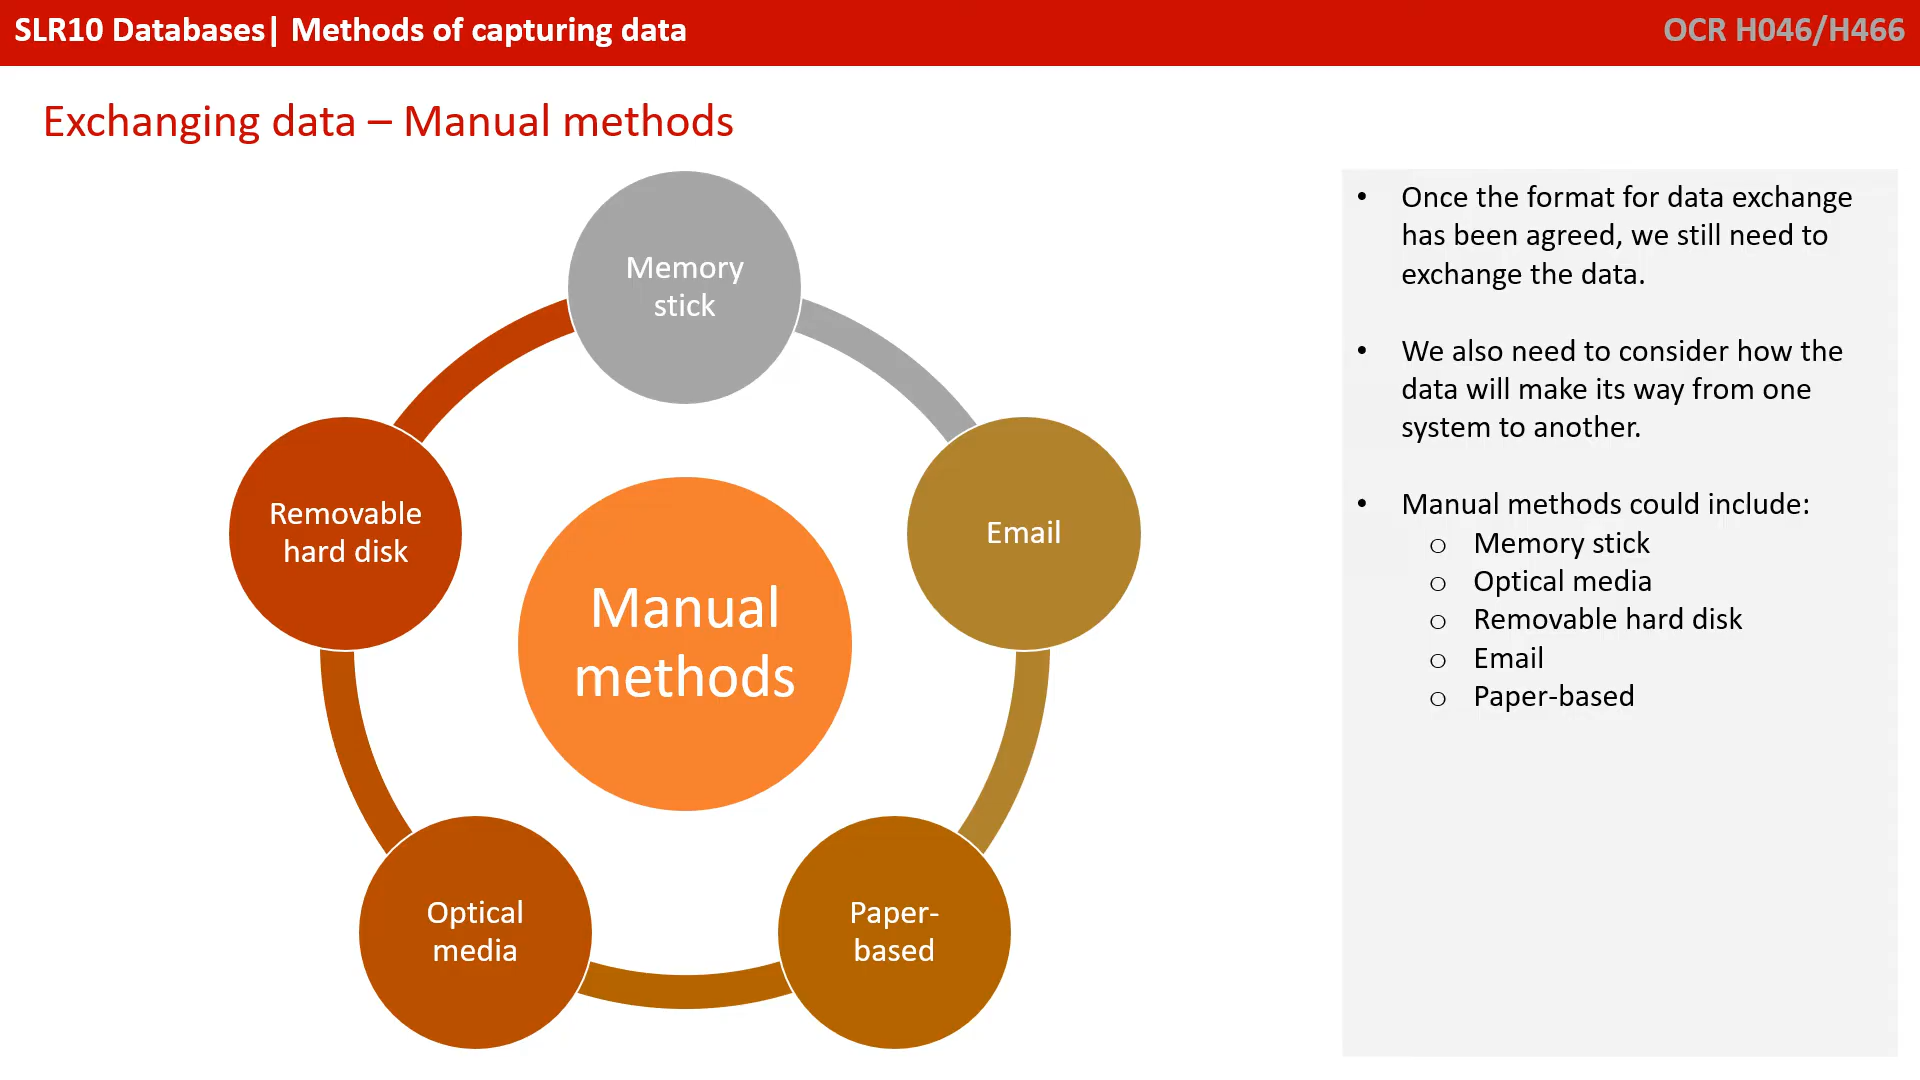 SLR10 Databases| Methods of capturing data
OCR H046/H466
Exchanging data – Manual methods
Memory
stick
Email
Paper-
based
Optical
media
Removable
hard disk
Manual
methods
• Once the format for data exchange
has been agreed, we still need to
exchange the data.
• We also need to consider how the
data will make its way from one
system to another.
• Manual methods could include:
o Memory stick
o Optical media
o Removable hard disk
o Email
o Paper-based